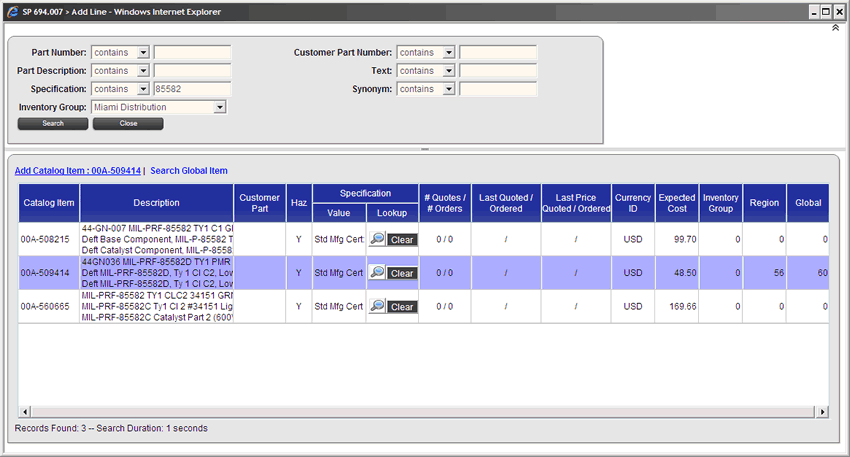 SP 694.007 > Add Line - Windows Internet Explorer
Part Number: contains Customer Part Number: contains
Part Description: contains Text: contains
Specification: contains 85582 Synonym: contains
Inventory Group: Miami Distribution
Search Close
Add Catalog Item : 00A-509414 | Search Global Item
Catalog Item Description Customer Part Haz Specification Value Lookup # Quotes / # Orders Last Quoted / Ordered Last Price Quoted / Ordered Currency ID Expected Cost Inventory Group Region Global
44-GN-007 MIL-PRF-85582 TY1 C1
00A-508215 Deft Base Component, MIL-P-85582 T Y Std Mfg Cert Clear 0 / 0 / / USD 99.70 0 0 0
Deft Catalyst Component, MIL-P-8558
44GN036 MIL-PRF-85582D TY1 PMR
00A-509414 Deft MIL-PRF-85582D, Ty 1 Cl C2, Low Y Std Mfg Cert Clear 0 / 0 / / USD 48.50 0 56 60
Deft MIL-PRF-85582D, Ty 1 Cl C2, Low
MIL-PRF-85582 TY1 CLC2 34151 GRN
00A-560665 MIL-PRF-85582C Ty1 Cl 2 #34151 Lig Y Std Mfg Cert Clear 0 / 0 / / USD 169.66 0 0 0
MIL-PRF-85582C Catalyst Part 2 (600'
Records Found: 3 -- Search Duration: 1 seconds